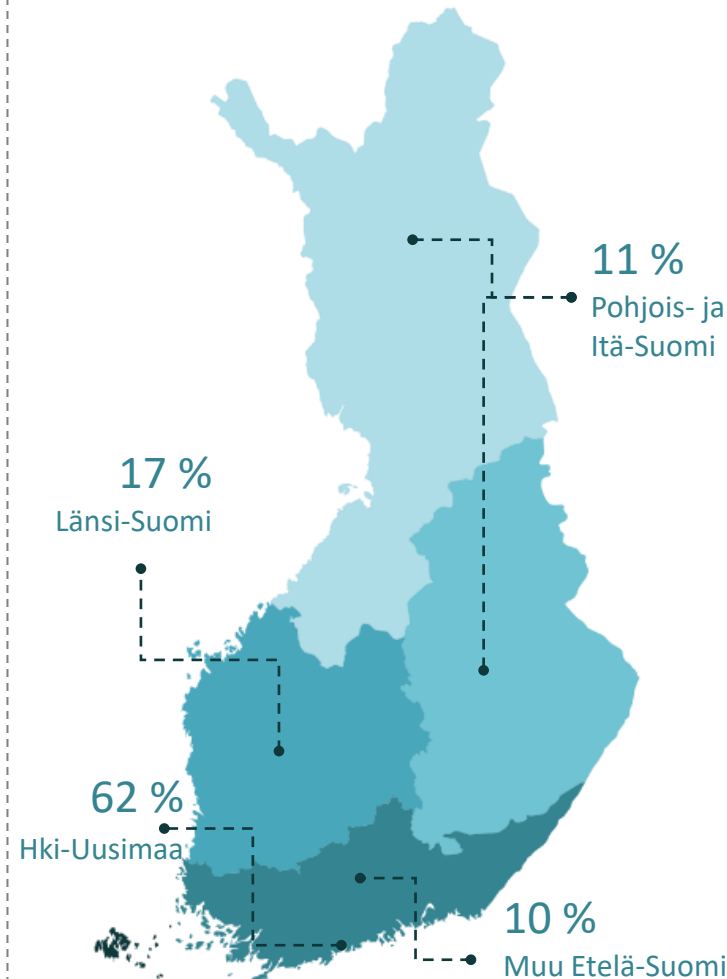 11 %
Pohjois- ja
Itä-Suomi
17 %
Länsi-Suomi
62 %
Hki-Uusimaa
10 %
Muu Etelä-Suomi